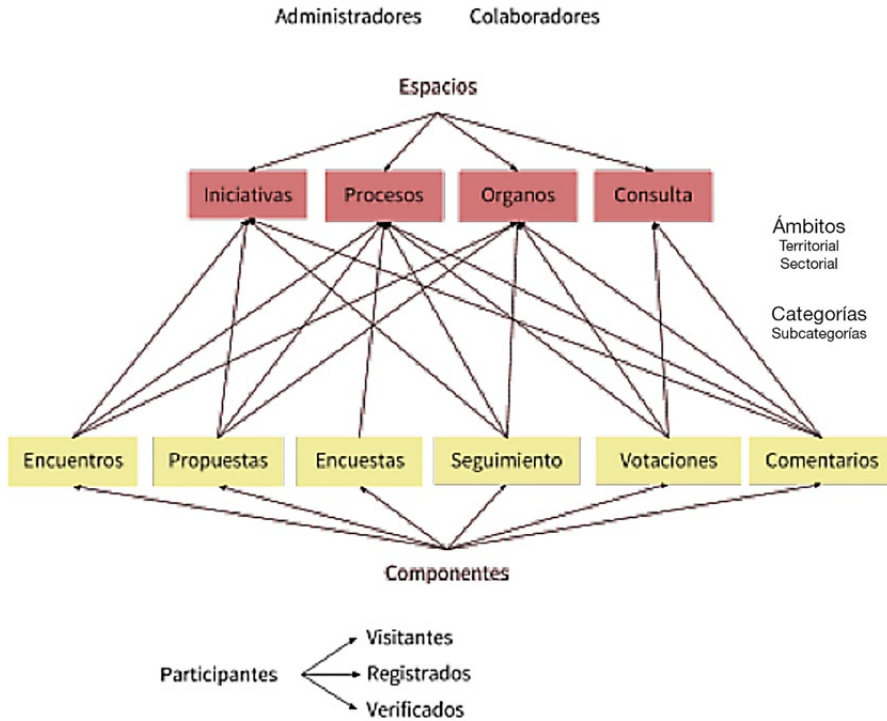 Administradores Colaboradores
Espacios
Iniciativas Procesos Organos Consulta
Ámbitos
Territorial
Sectorial
Categorías
Subcategorías
Encuentros Propuestas Encuestas Seguimiento Votaciones Comentarios
Componentes
Visitantes
Participantes Registrados
Verificados